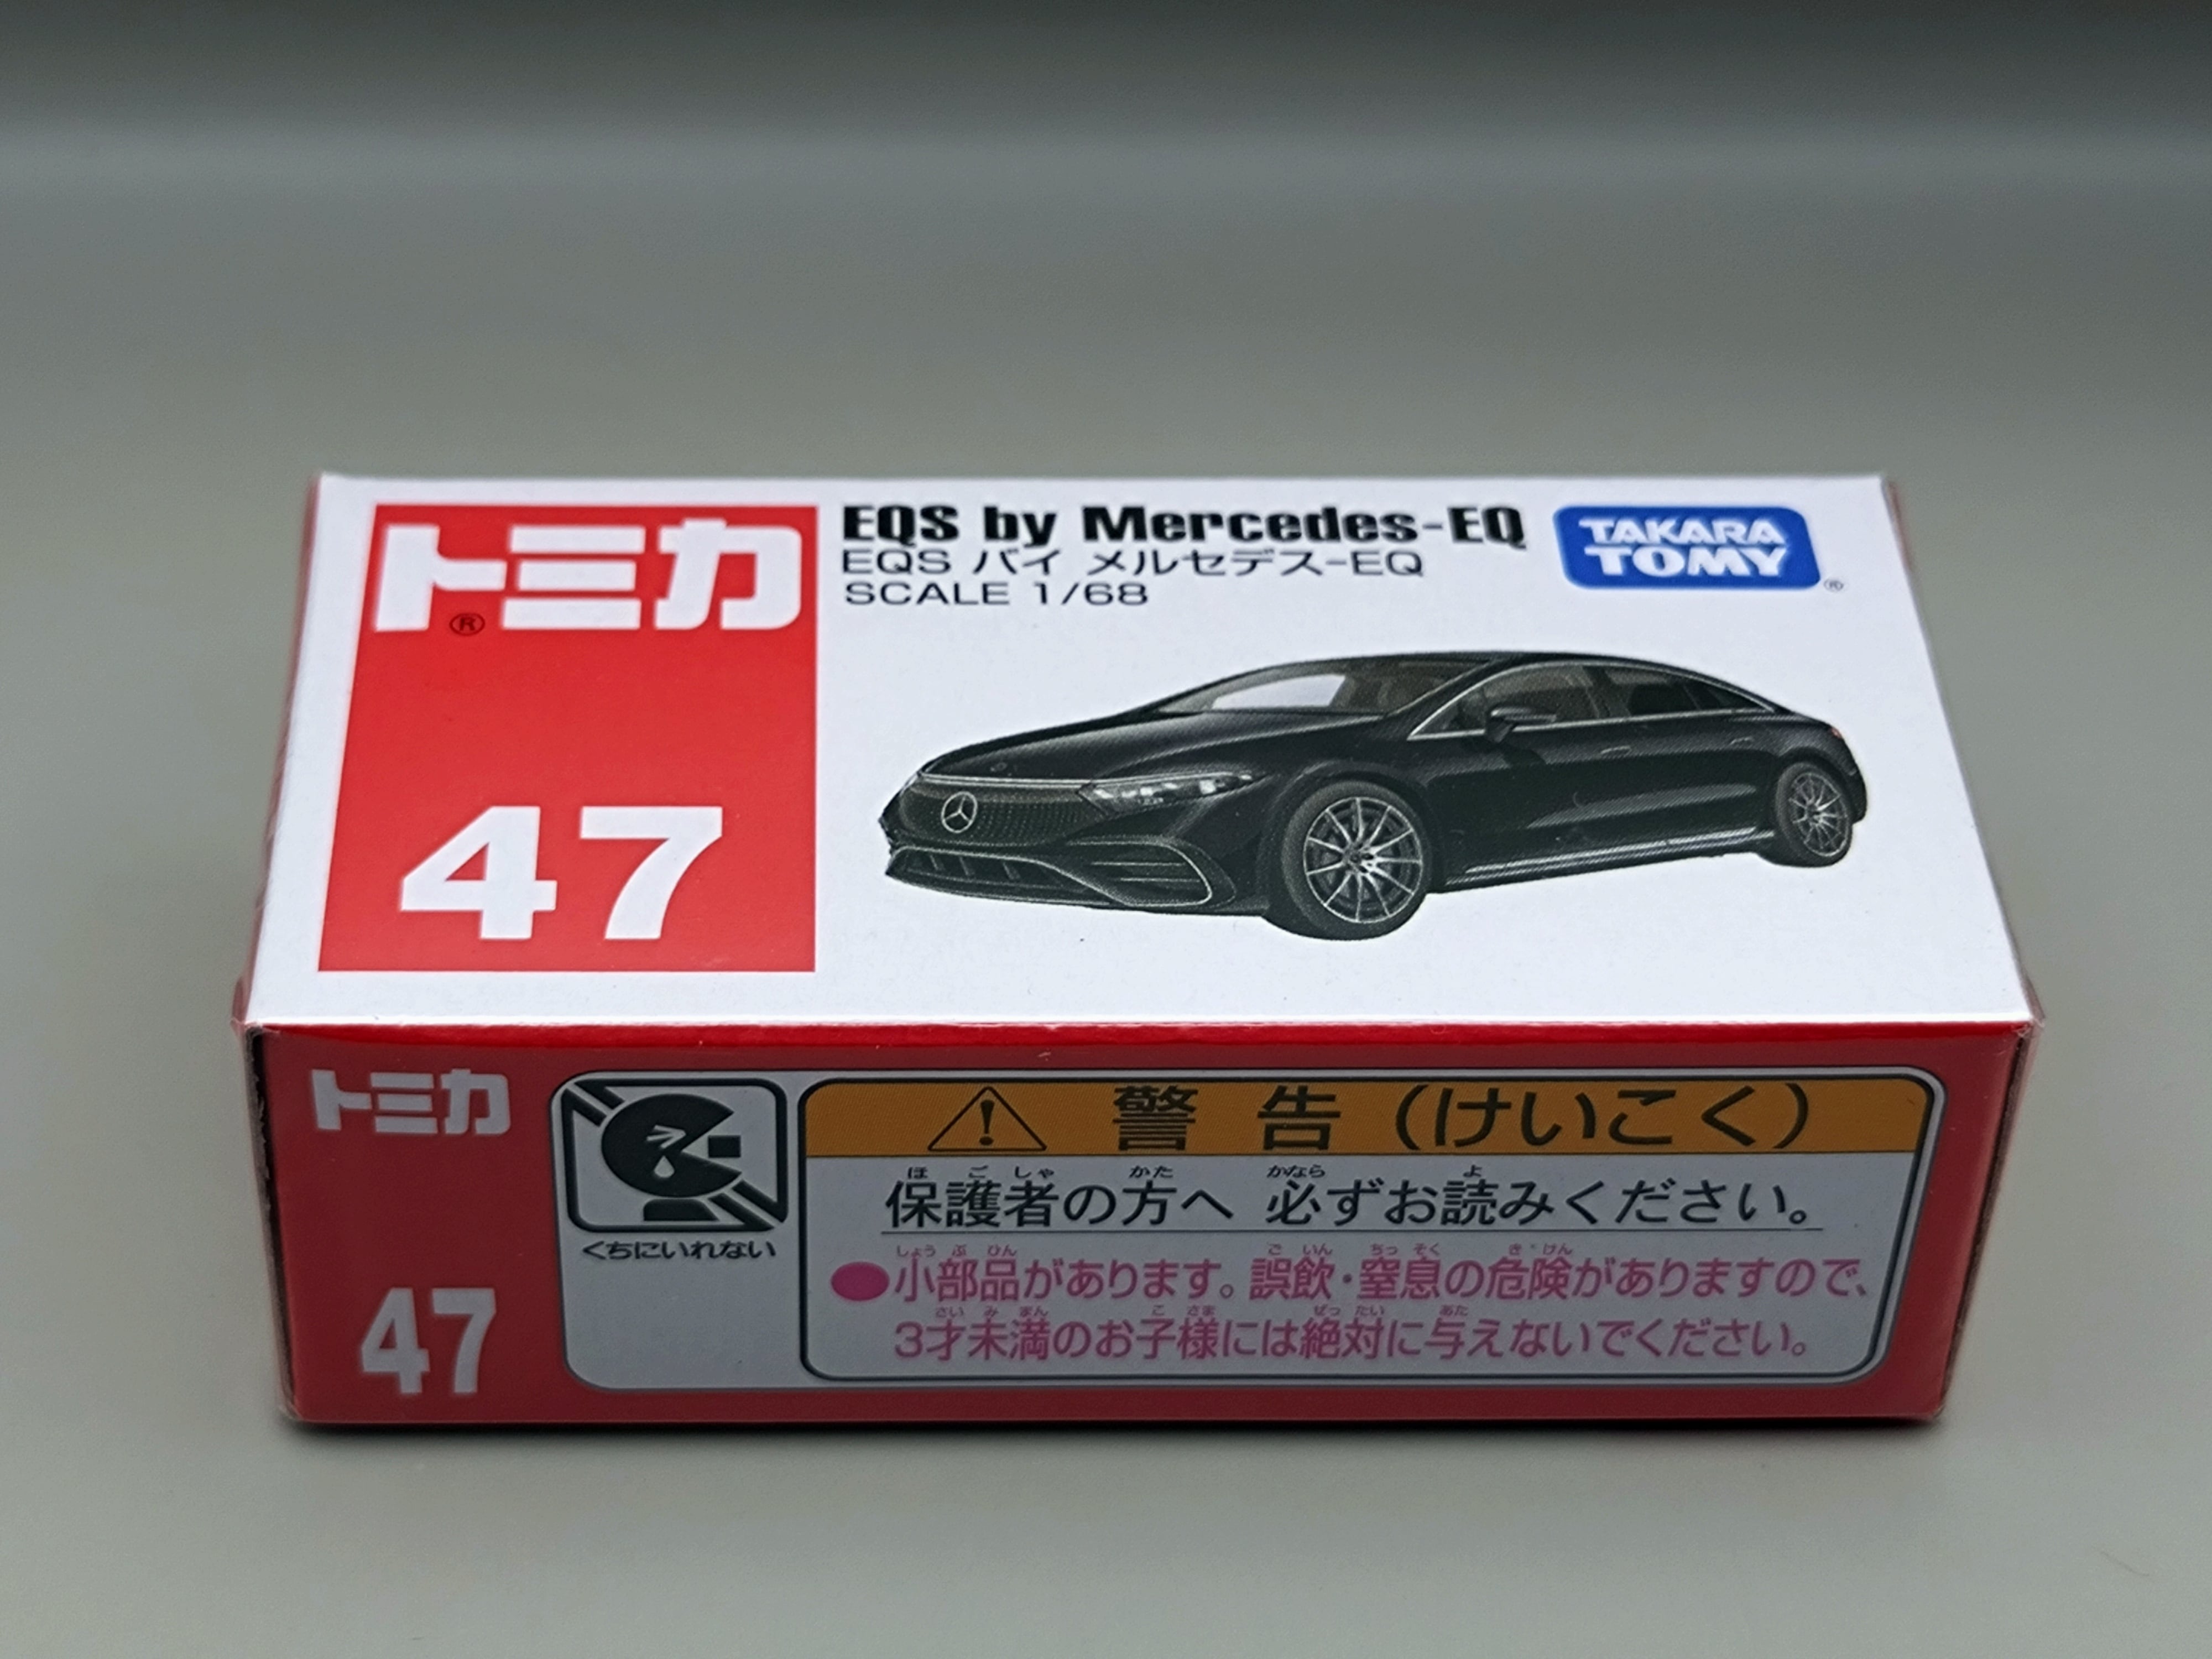 トミカ
®
47
EQS by Mercedes-EQ
EQS バイ メルセデス-EQ
SCALE 1/68
TAKARA
TOMY
®
トミカ
47
くちにいれない
警告(けいこく)
ほごしゃ かた かなら よ
保護者の方へ 必ずお読みください。
しょうぶひん ごいん ちっそく きけん
●小部品があります。誤飲・窒息の危険がありますので、
さいみまん こさま ぜったい あた
3才未満のお子様には絶対に与えないでください。